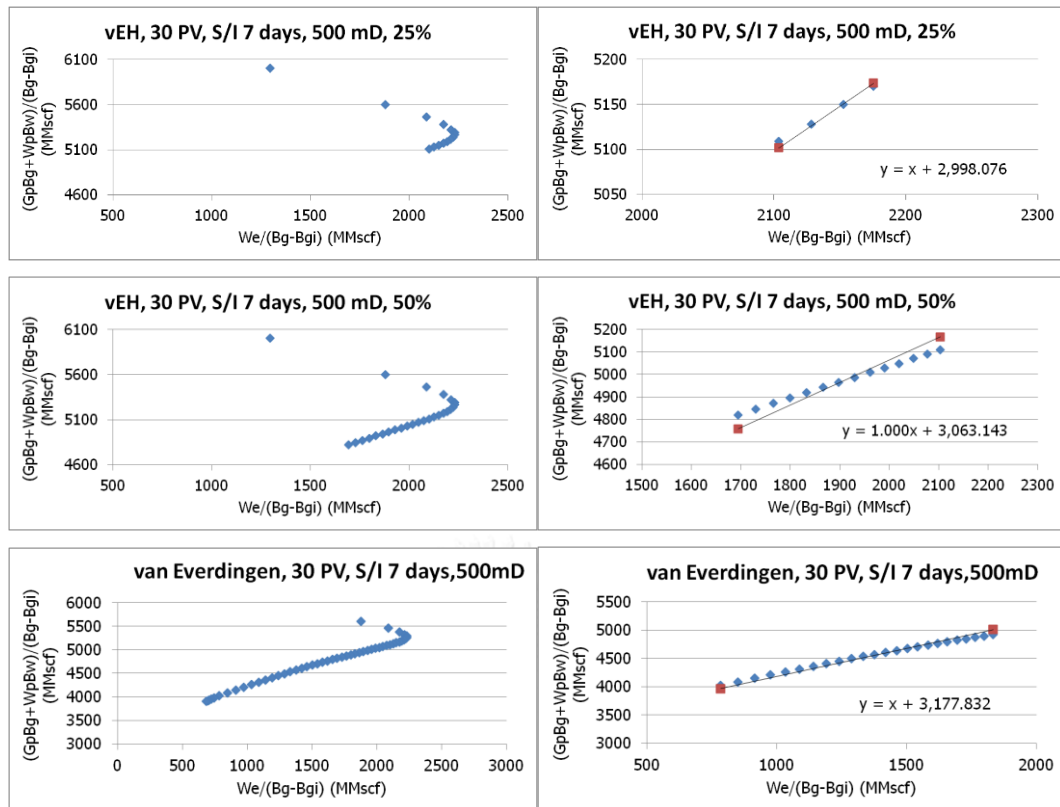 vEH, 30 PV, S/I 7 days, 500 mD, 25%
(GpBg+WpBw)/(Bg-Bgi)
(MMscf)
6100
5600
5100
4600
500
1000
1500
2000
2500
We/(Bg-Bgi) (MMscf)
vEH, 30 PV, S/I 7 days, 500 mD, 25%
(GpBg+WpBw)/(Bg-Bgi)
(MMscf)
5200
5150
5100
5050
y = x + 2,998.076
2000
2100
2200
2300
We/(Bg-Bgi) (MMscf)
vEH, 30 PV, S/I 7 days, 500 mD, 50%
(GpBg+WpBw)/(Bg-Bgi)
(MMscf)
6100
5600
5100
4600
500
1000
1500
2000
2500
We/(Bg-Bgi) (MMscf)
vEH, 30 PV, S/I 7 days, 500 mD, 50%
(GpBg+WpBw)/(Bg-Bgi)
(MMscf)
5200
5100
5000
4900
4800
4700
4600
y = 1.000x + 3,063.143
1500
1600
1700
1800
1900
2000
2100
2200
2300
We/(Bg-Bgi) (MMscf)
van Everdingen, 30 PV, S/I 7 days,500mD
(GpBg+WpBw)/(Bg-Bgi)
(MMscf)
6000
5500
5000
4500
4000
3500
3000
0
500
1000
1500
2000
2500
3000
We/(Bg-Bgi) (MMscf)
van Everdingen, 30 PV, S/I 7 days,500mD
(GpBg+WpBw)/(Bg-Bgi)
(MMscf)
5500
5000
4500
4000
3500
3000
y = x + 3,177.832
500
1000
1500
2000
We/(Bg-Bgi) (MMscf)